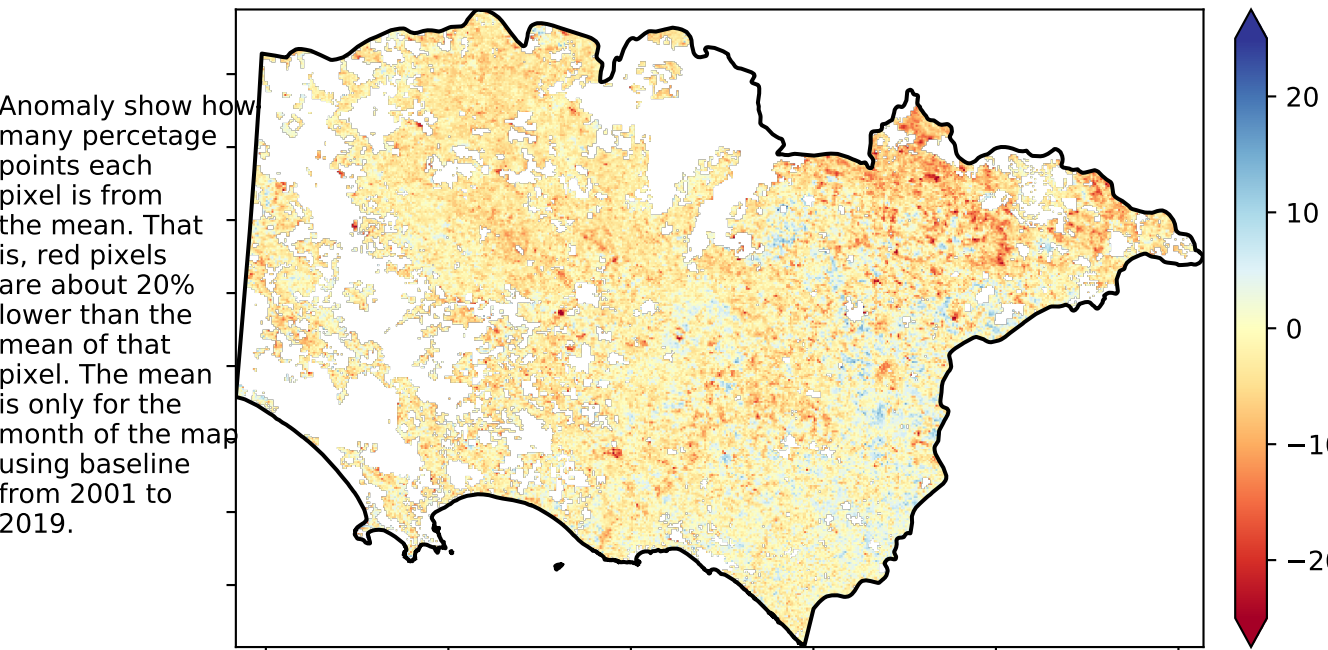 Anomaly show how
many percetage
points each
pixel is from
the mean. That
is, red pixels
are about 20%
lower than the
mean of that
pixel. The mean
is only for the
month of the map
using baseline
from 2001 to
2019.
20
10
0
−10
−20